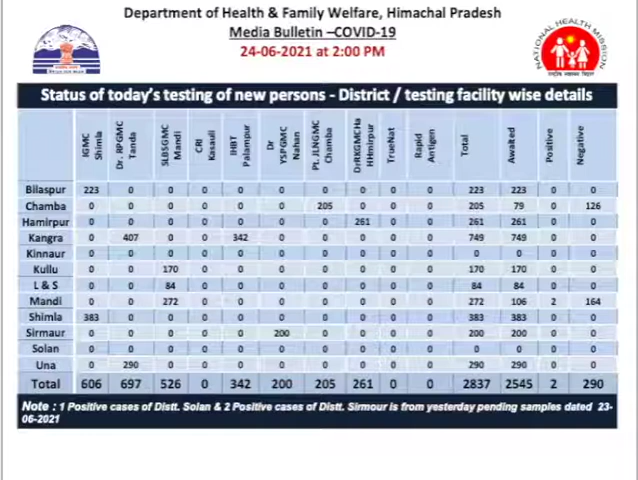 Department of Health & Family Welfare, Himachal Pradesh
Media Bulletin –COVID-19
24-06-2021 at 2:00 PM
NATIONAL HEALTH MISSION
Status of today's testing of new persons - District / testing facility wise details
IGMC Shimla Dr. RPGMC Tanda SLBSGMC Mandi CRI Kasauli IHBT Palampur Dr YSPGMC Nahan Pt. JLNGMC Chamba DrRKGMCHa HHmirpur TrueNat Rapid Antigen Total Awaited Positive Negative
Bilaspur 223 0 0 0 0 0 0 0 0 0 223 223 0 0
Chamba 0 0 0 0 0 0 205 0 0 0 205 79 0 126
Hamirpur 0 0 0 0 0 0 0 261 0 0 261 261 0 0
Kangra 0 407 0 0 342 0 0 0 0 0 749 749 0 0
Kinnaur 0 0 0 0 0 0 0 0 0 0 0 0 0 0
Kullu 0 0 170 0 0 0 0 0 0 0 170 170 0 0
L & S 0 0 84 0 0 0 0 0 0 0 84 84 0 0
Mandi 0 0 272 0 0 0 0 0 0 0 272 106 2 164
Shimla 383 0 0 0 0 0 0 0 0 0 383 383 0 0
Sirmaur 0 0 0 0 0 200 0 0 0 0 200 200 0 0
Solan 0 0 0 0 0 0 0 0 0 0 0 0 0 0
Una 0 290 0 0 0 0 0 0 0 0 290 290 0 0
Total 606 697 526 0 342 200 205 261 0 0 2837 2545 2 290
Note : 1 Positive cases of Distt. Solan & 2 Positive cases of Distt. Sirmour is from yesterday pending samples dated 23-
06-2021